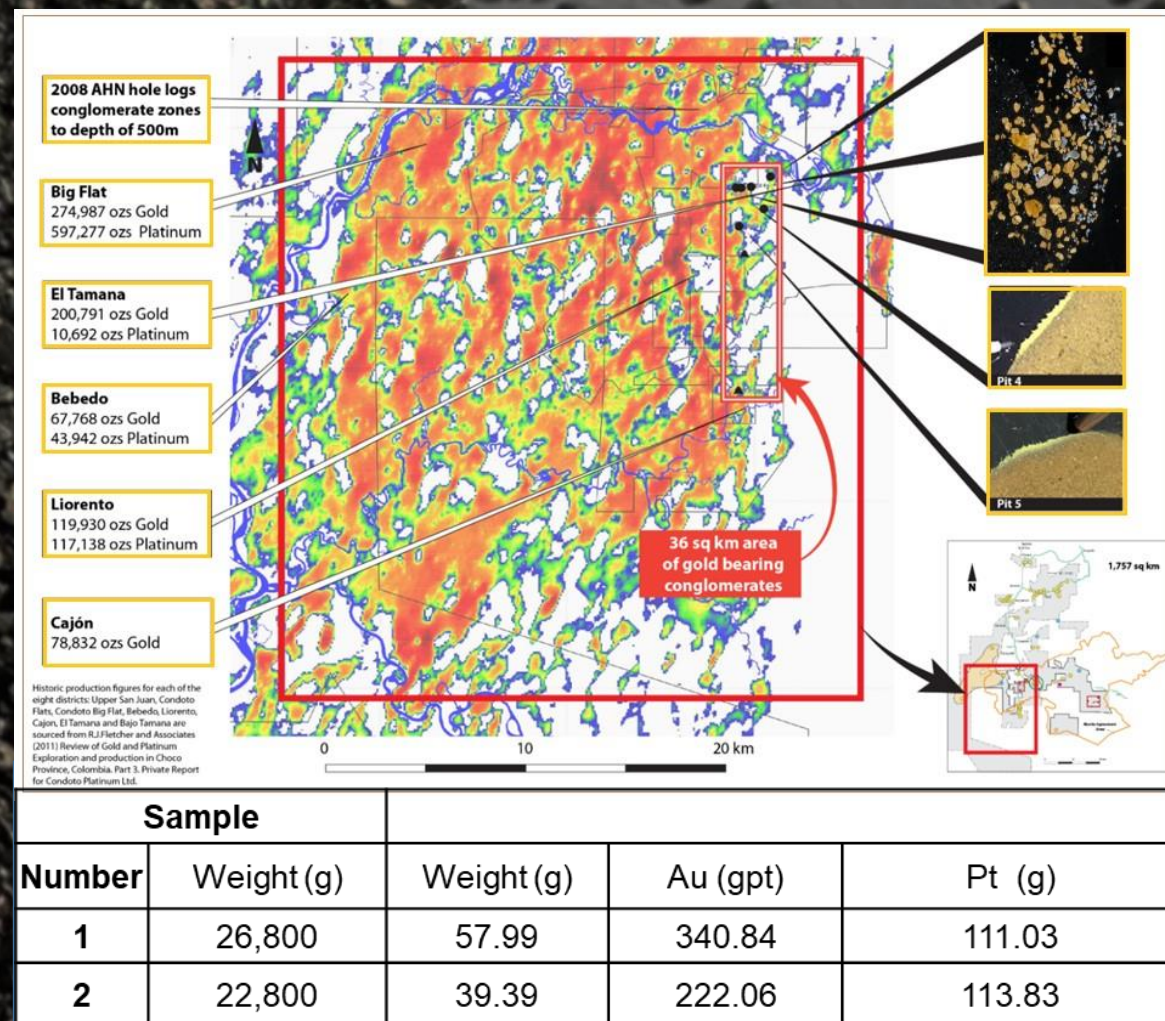 2008 AHN hole logs
conglomerate zones
to depth of 500m
N
Big Flat
274,987 ozs Gold
597,277 ozs Platinum
El Tamana
200,791 ozs Gold
10,692 ozs Platinum
Bebedo
67,768 ozs Gold
43,942 ozs Platinum
Liorento
119,930 ozs Gold
117,138 ozs Platinum
Cajón
78,832 ozs Gold
Historic production figures for each of the
eight districts: Upper San Juan, Condoto
Flats, Condoto Big Flat, Bebedo, Liorento,
Cajon, El Tamana and Bajo Tamana are
sourced from R.J.Fletcher and Associates
(2011) Review of Gold and Platinum
Exploration and production in Choco
Province, Colombia. Part 3. Private Report
for Condoto Platinum Ltd.
Pit 4
Pit 5
36 sq km area
of gold bearing
conglomerates
1,757 sq km
N
0 10 20 km
Sample
Number Weight (g) Weight (g) Au (gpt) Pt (g)
1 26,800 57.99 340.84 111.03
2 22,800 39.39 222.06 113.83